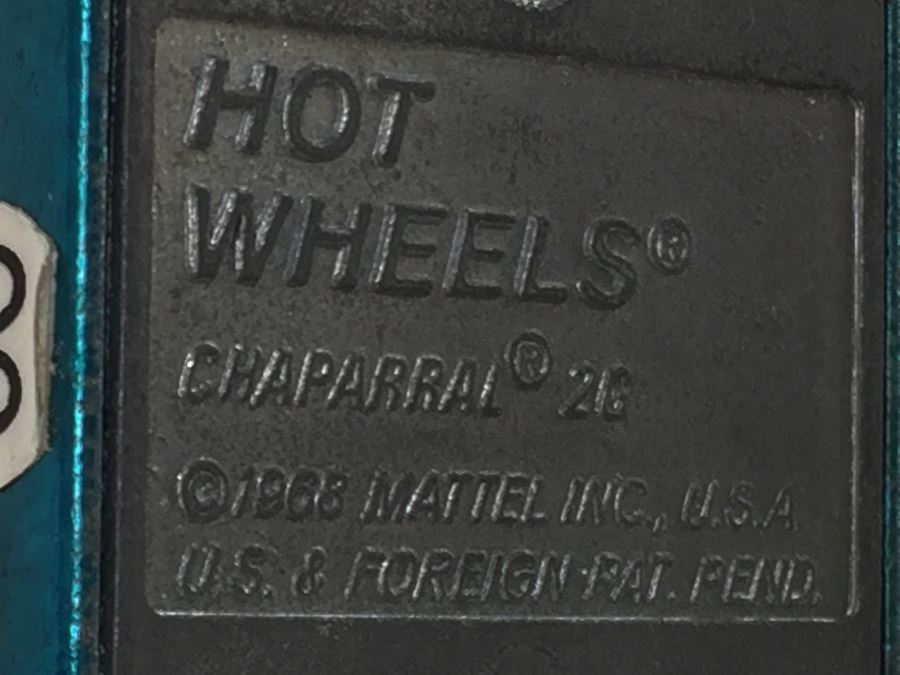 HOT
WHEELS®
CHAPARRAL® 2G
©1968 MATTEL INC., U.S.A.
U.S. & FOREIGN PAT. PEND.